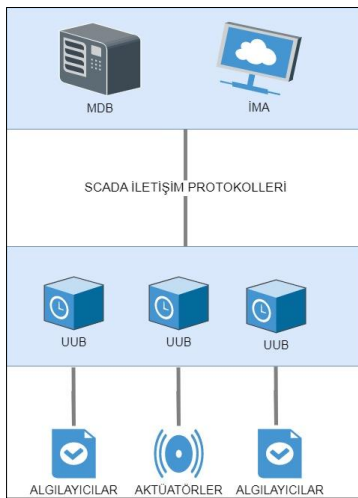 MDB İMA
SCADA İLETİŞİM PROTOKOLLERİ
UUB UUB UUB
ALGILAYICILAR AKTÜATÖRLER ALGILAYICILAR